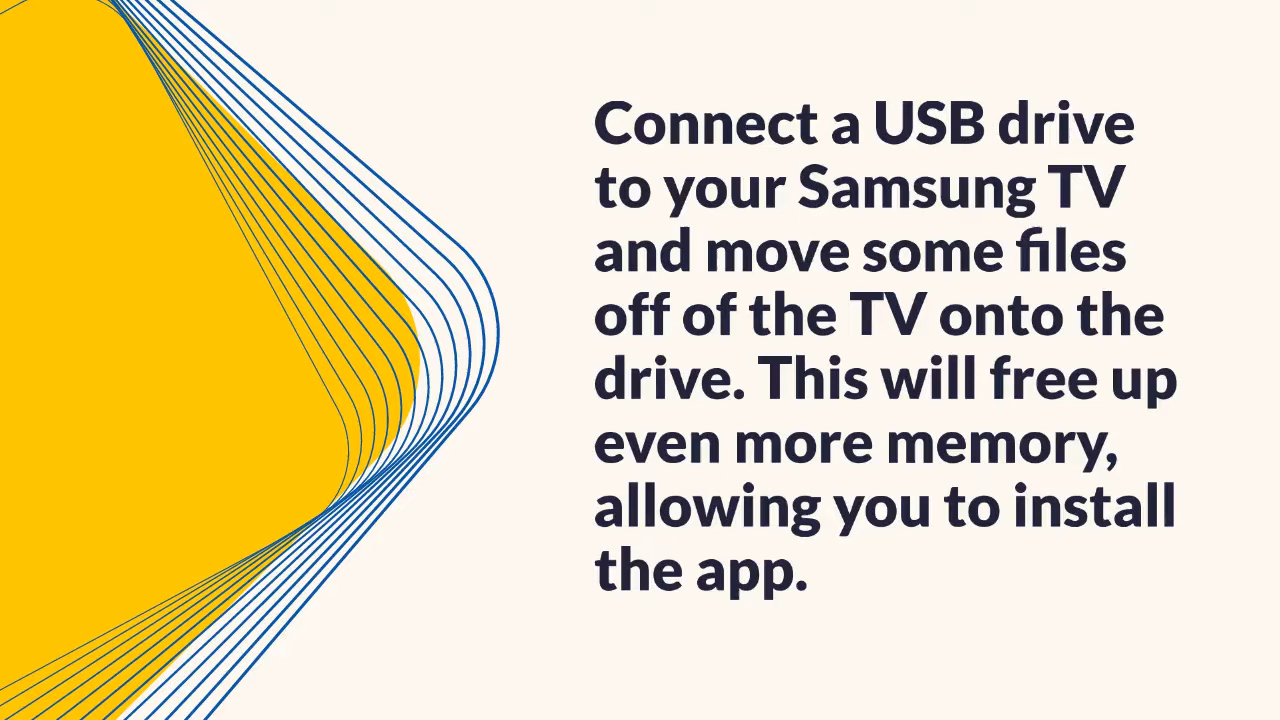 Connect a USB drive
to your Samsung TV
and move some files
off of the TV onto the
drive. This will free up
even more memory,
allowing you to install
the app.